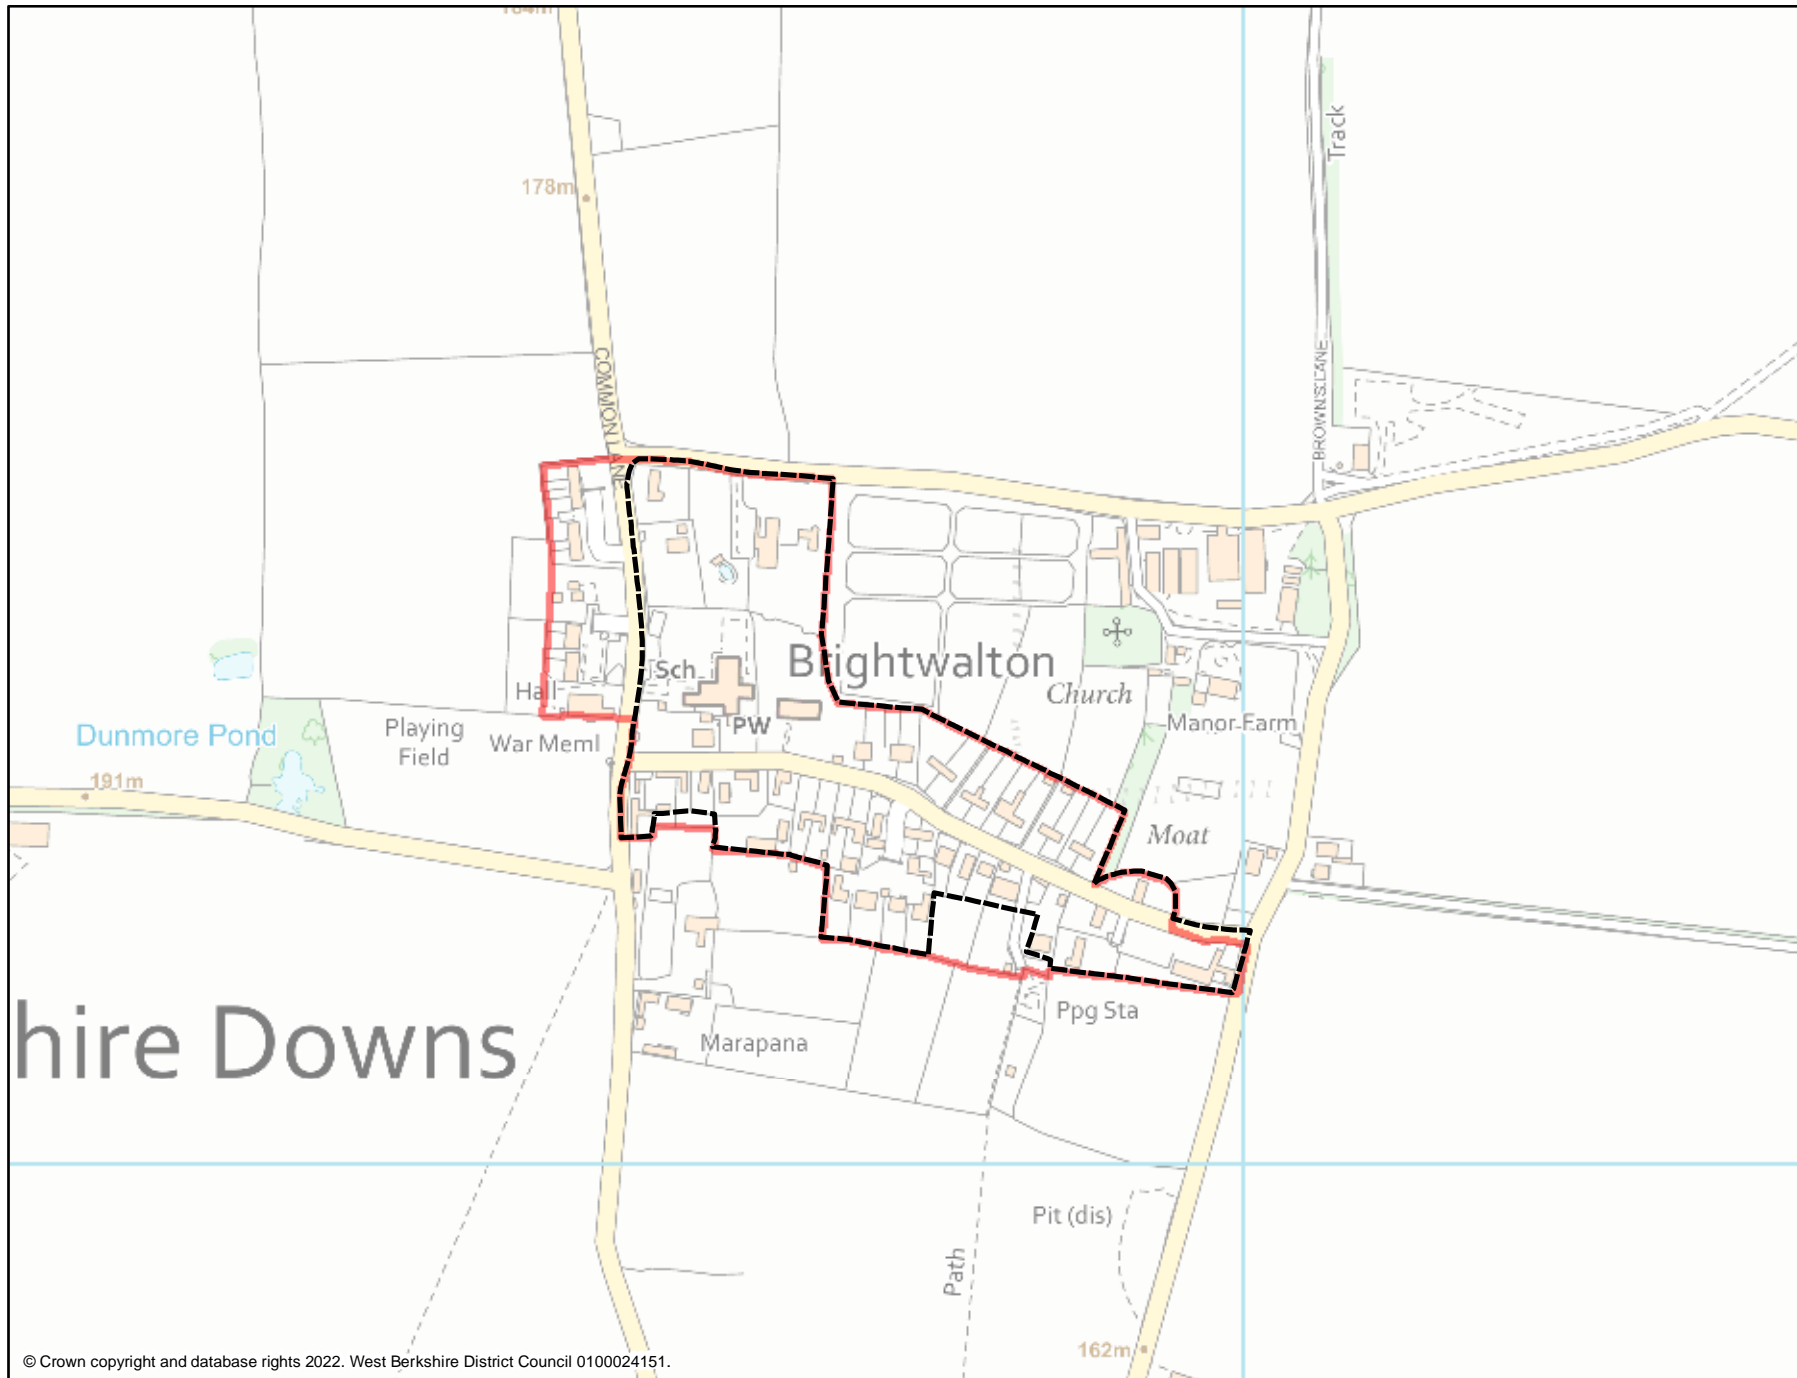 184m
Track
178m
COMMON LANE
BROWN'S LANE
Brightwalton
Sch
Church
Hall
Manor Farm
PW
Playing
Field
War Meml
Dunmore Pond
191m
Moat
hire Downs
Ppg Sta
Marapana
Pit (dis)
Path
162m
© Crown copyright and database rights 2022. West Berkshire District Council 0100024151.